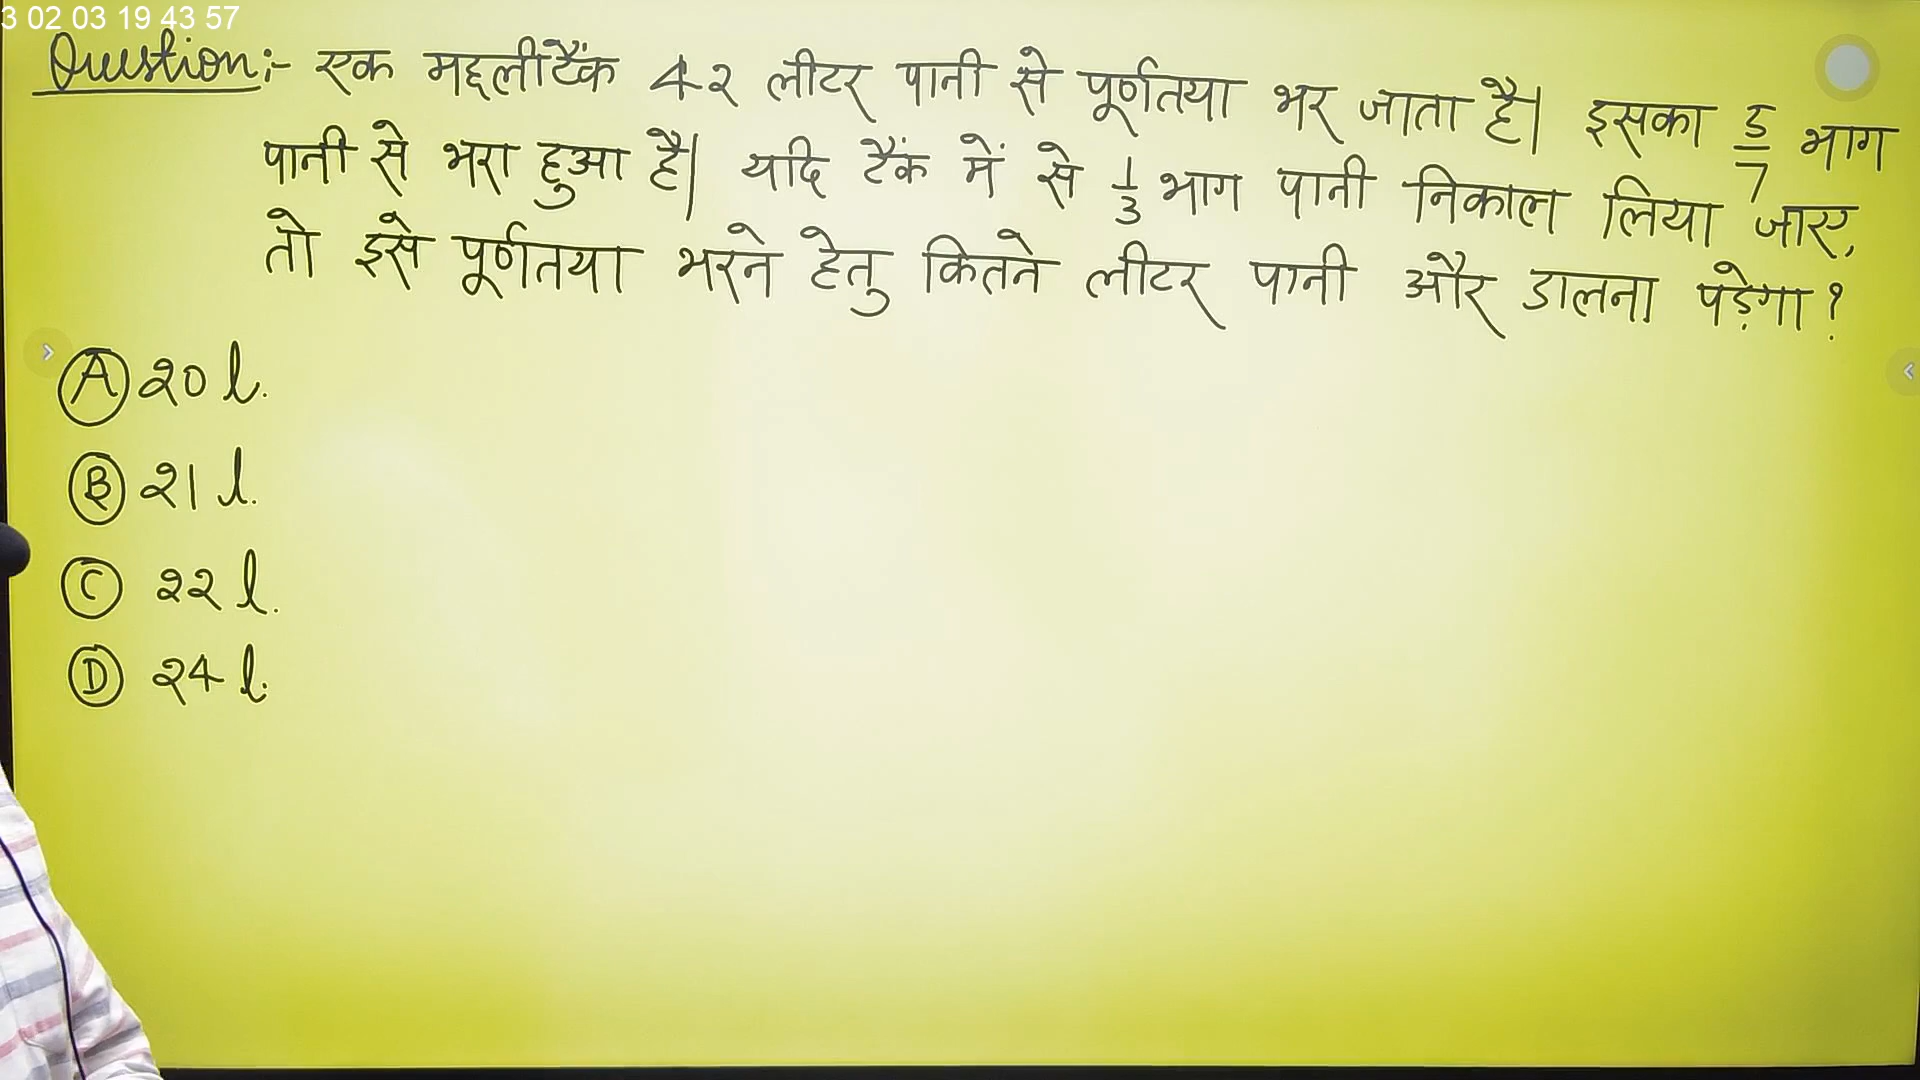 3 02 03 19 43 57
Question:- एक मछलीटैंक 42 लीटर पानी से पूर्णतया भर जाता है। इसका 5/7 भाग
पानी से भरा हुआ है। यदि टैंक में से 1/3 भाग पानी निकाल लिया जाए,
तो इसे पूर्णतया भरने हेतु कितने लीटर पानी और डालना पड़ेगा?
(A) 20 l.
(B) 21 l.
(C) 22 l.
(D) 24 l.